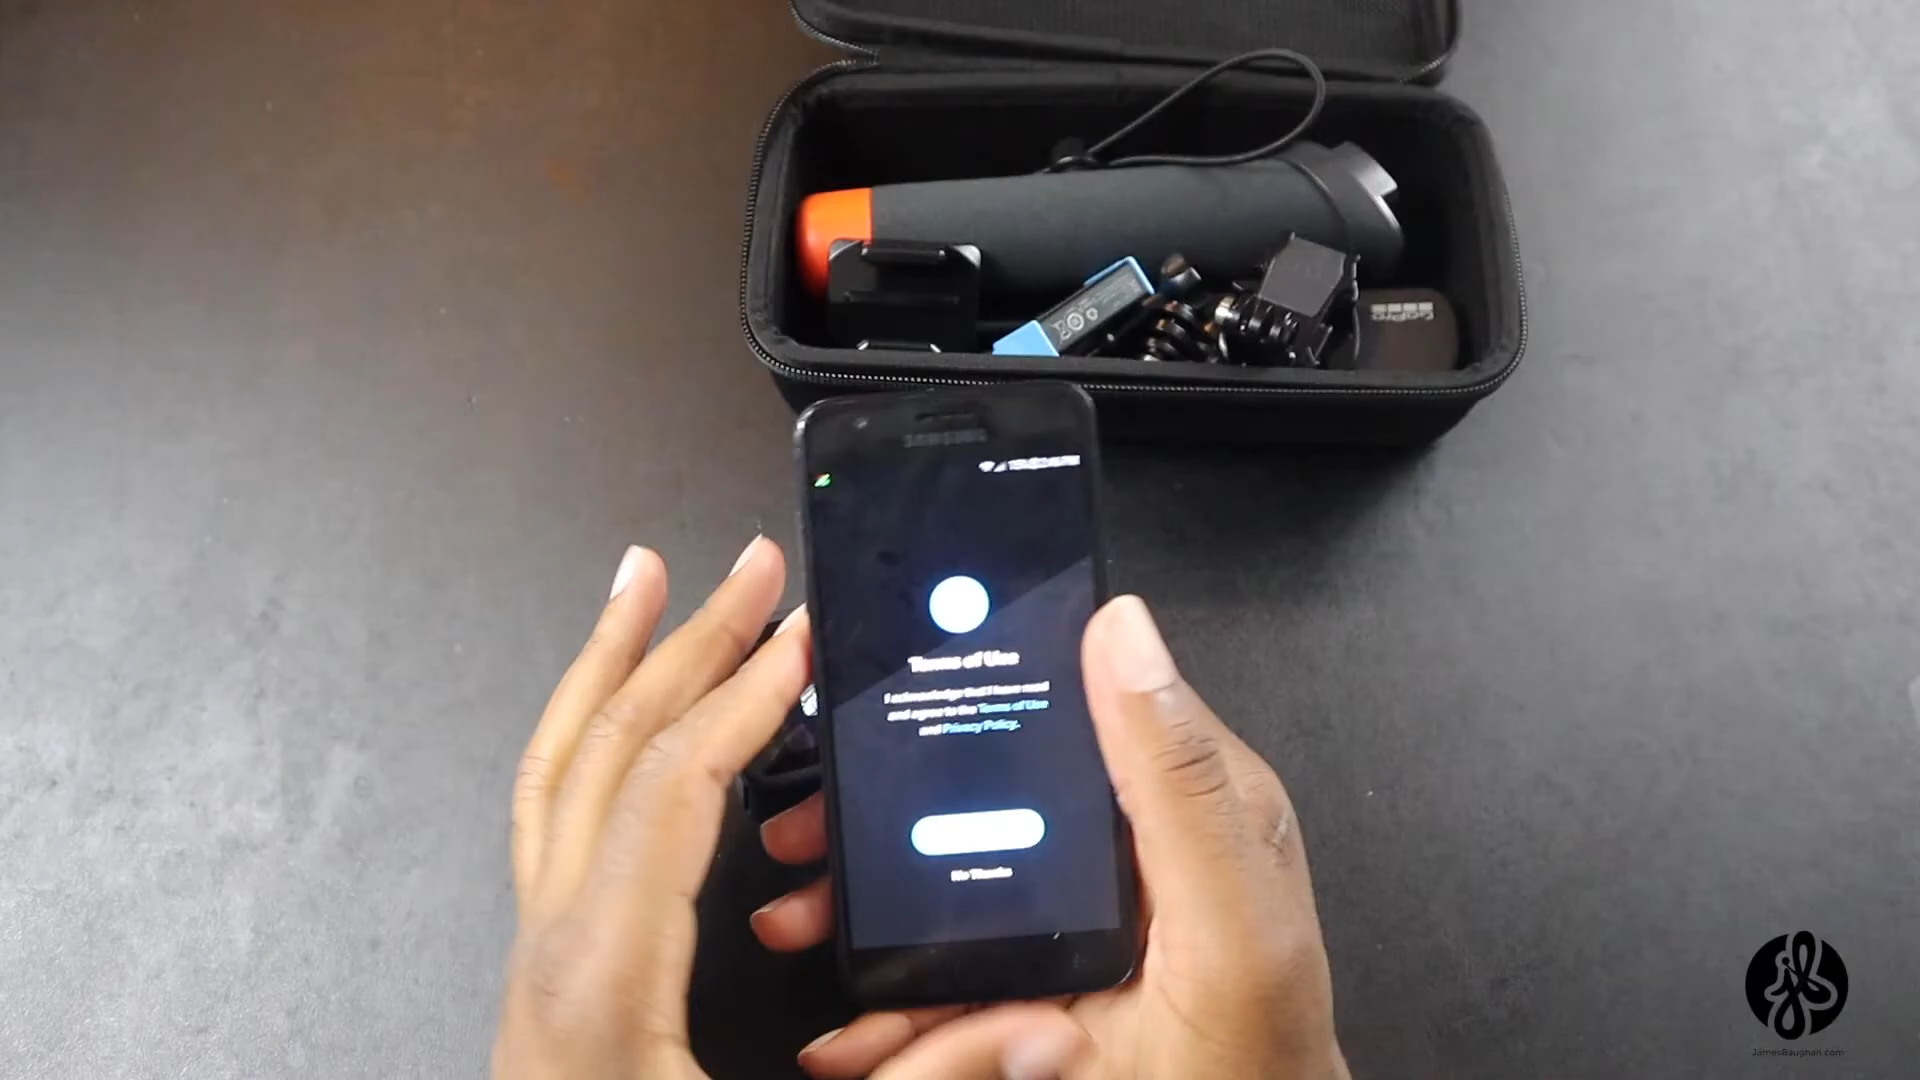 GoPro
SAMSUNG
Terms of Use
I acknowledge that I have read
and agree to the Terms of Use
and Privacy Policy.
No Thanks
JamesBaughan.com